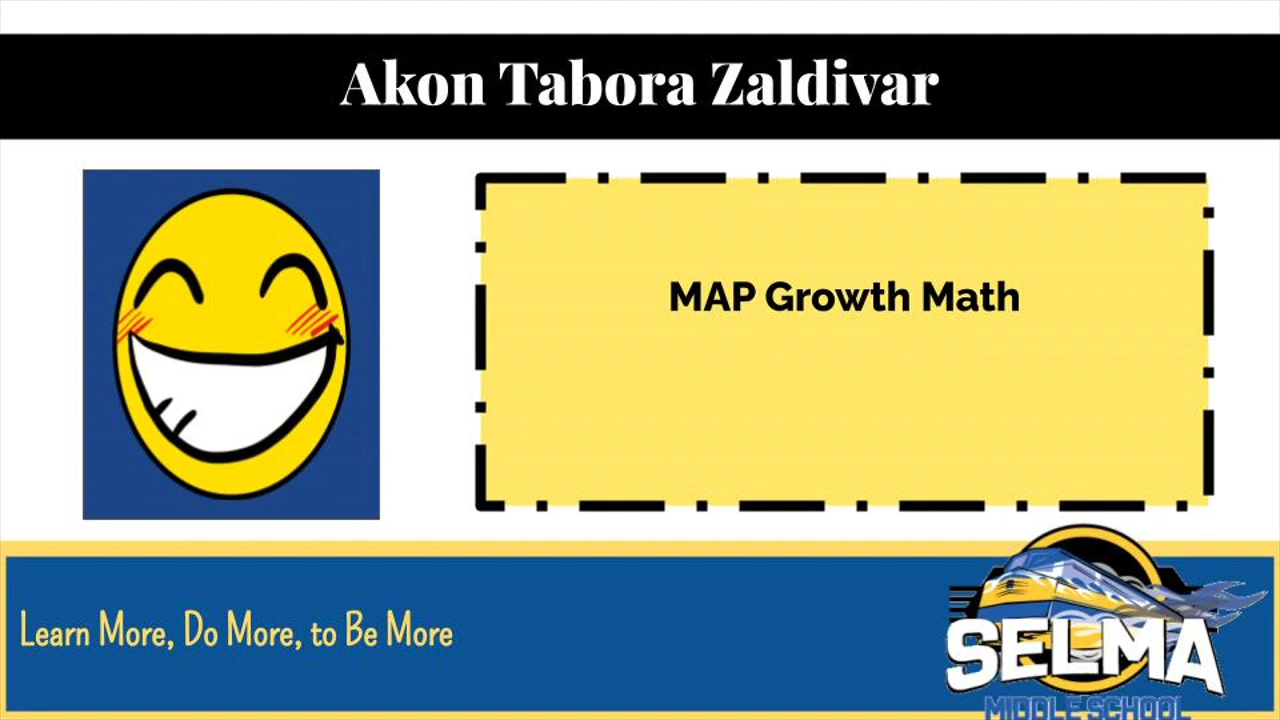 Akon Tabora Zaldivar
MAP Growth Math
Learn More, Do More, to Be More
SELMA
MIDDLE SCHOOL